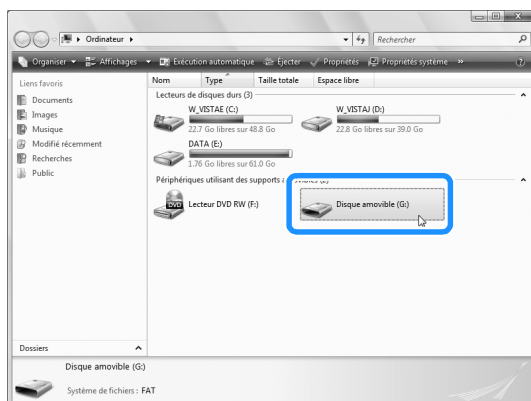 Ordinateur
Rechercher
Organiser Affichages Exécution automatique Ejecter Propriétés Propriétés système »
Liens favoris
Documents
Images
Musique
Modifié récemment
Recherches
Public
Dossiers
Nom Type Taille totale Espace libre
Lecteurs de disques durs (3)
W_VISTAE (C:)
22.7 Go libres sur 48.8 Go
W_VISTAJ (D:)
22.8 Go libres sur 39.0 Go
DATA (E:)
1.76 Go libres sur 61.0 Go
Périphériques utilisant des supports
Lecteur DVD RW (F:)
DVD
Disque amovible (G:)
Disque amovible (G:)
Système de fichiers : FAT